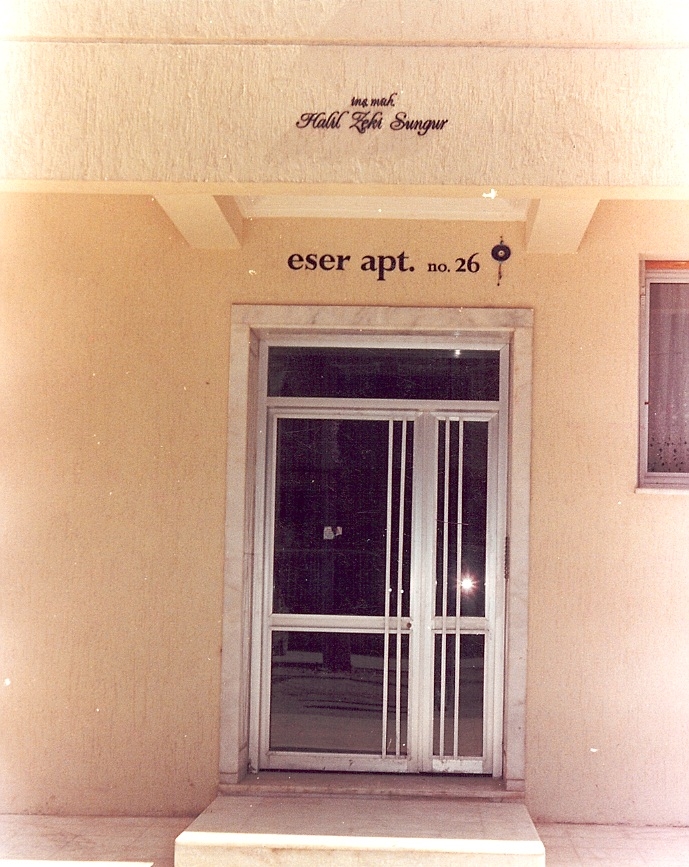 inş. müh.
Halil Zeki Sungur
eser apt. no. 26